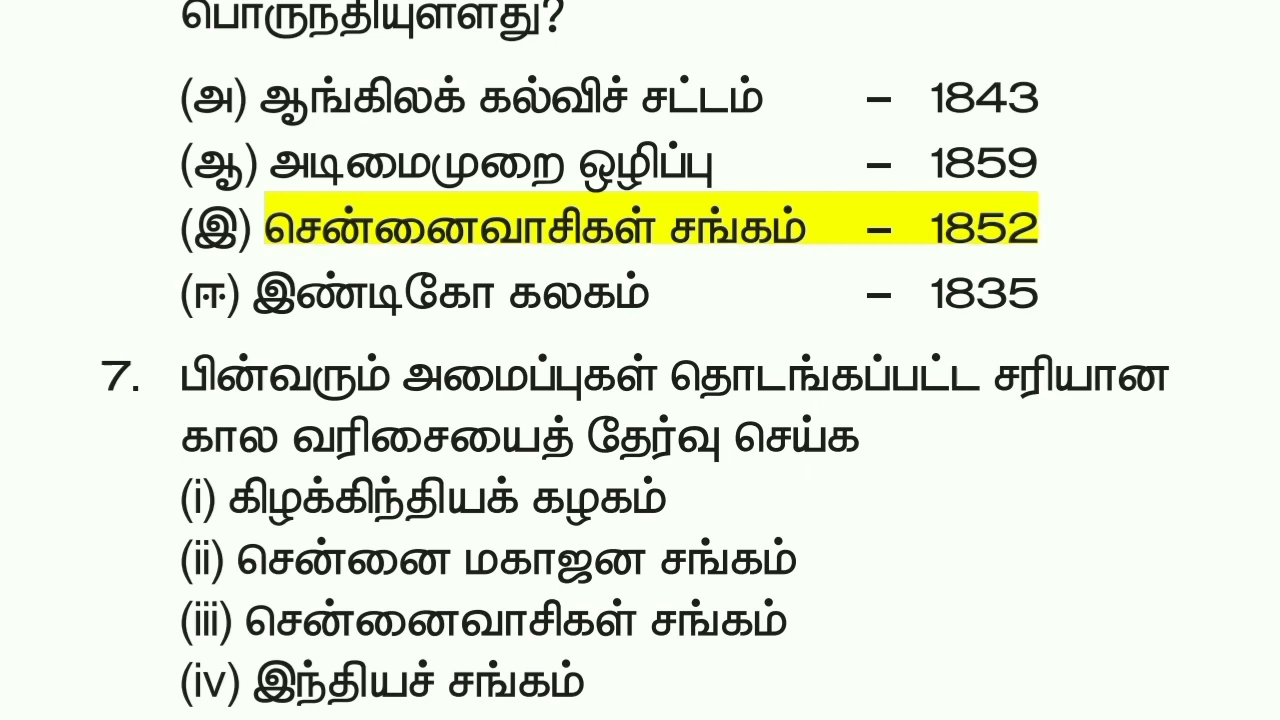 பொருந்தியுள்ளது?
(அ) ஆங்கிலக் கல்விச் சட்டம் – 1843
(ஆ) அடிமைமுறை ஒழிப்பு – 1859
(இ) சென்னைவாசிகள் சங்கம் – 1852
(ஈ) இண்டிகோ கலகம் – 1835
7. பின்வரும் அமைப்புகள் தொடங்கப்பட்ட சரியான
கால வரிசையைத் தேர்வு செய்க
(i) கிழக்கிந்தியக் கழகம்
(ii) சென்னை மகாஜன சங்கம்
(iii) சென்னைவாசிகள் சங்கம்
(iv) இந்தியச் சங்கம்